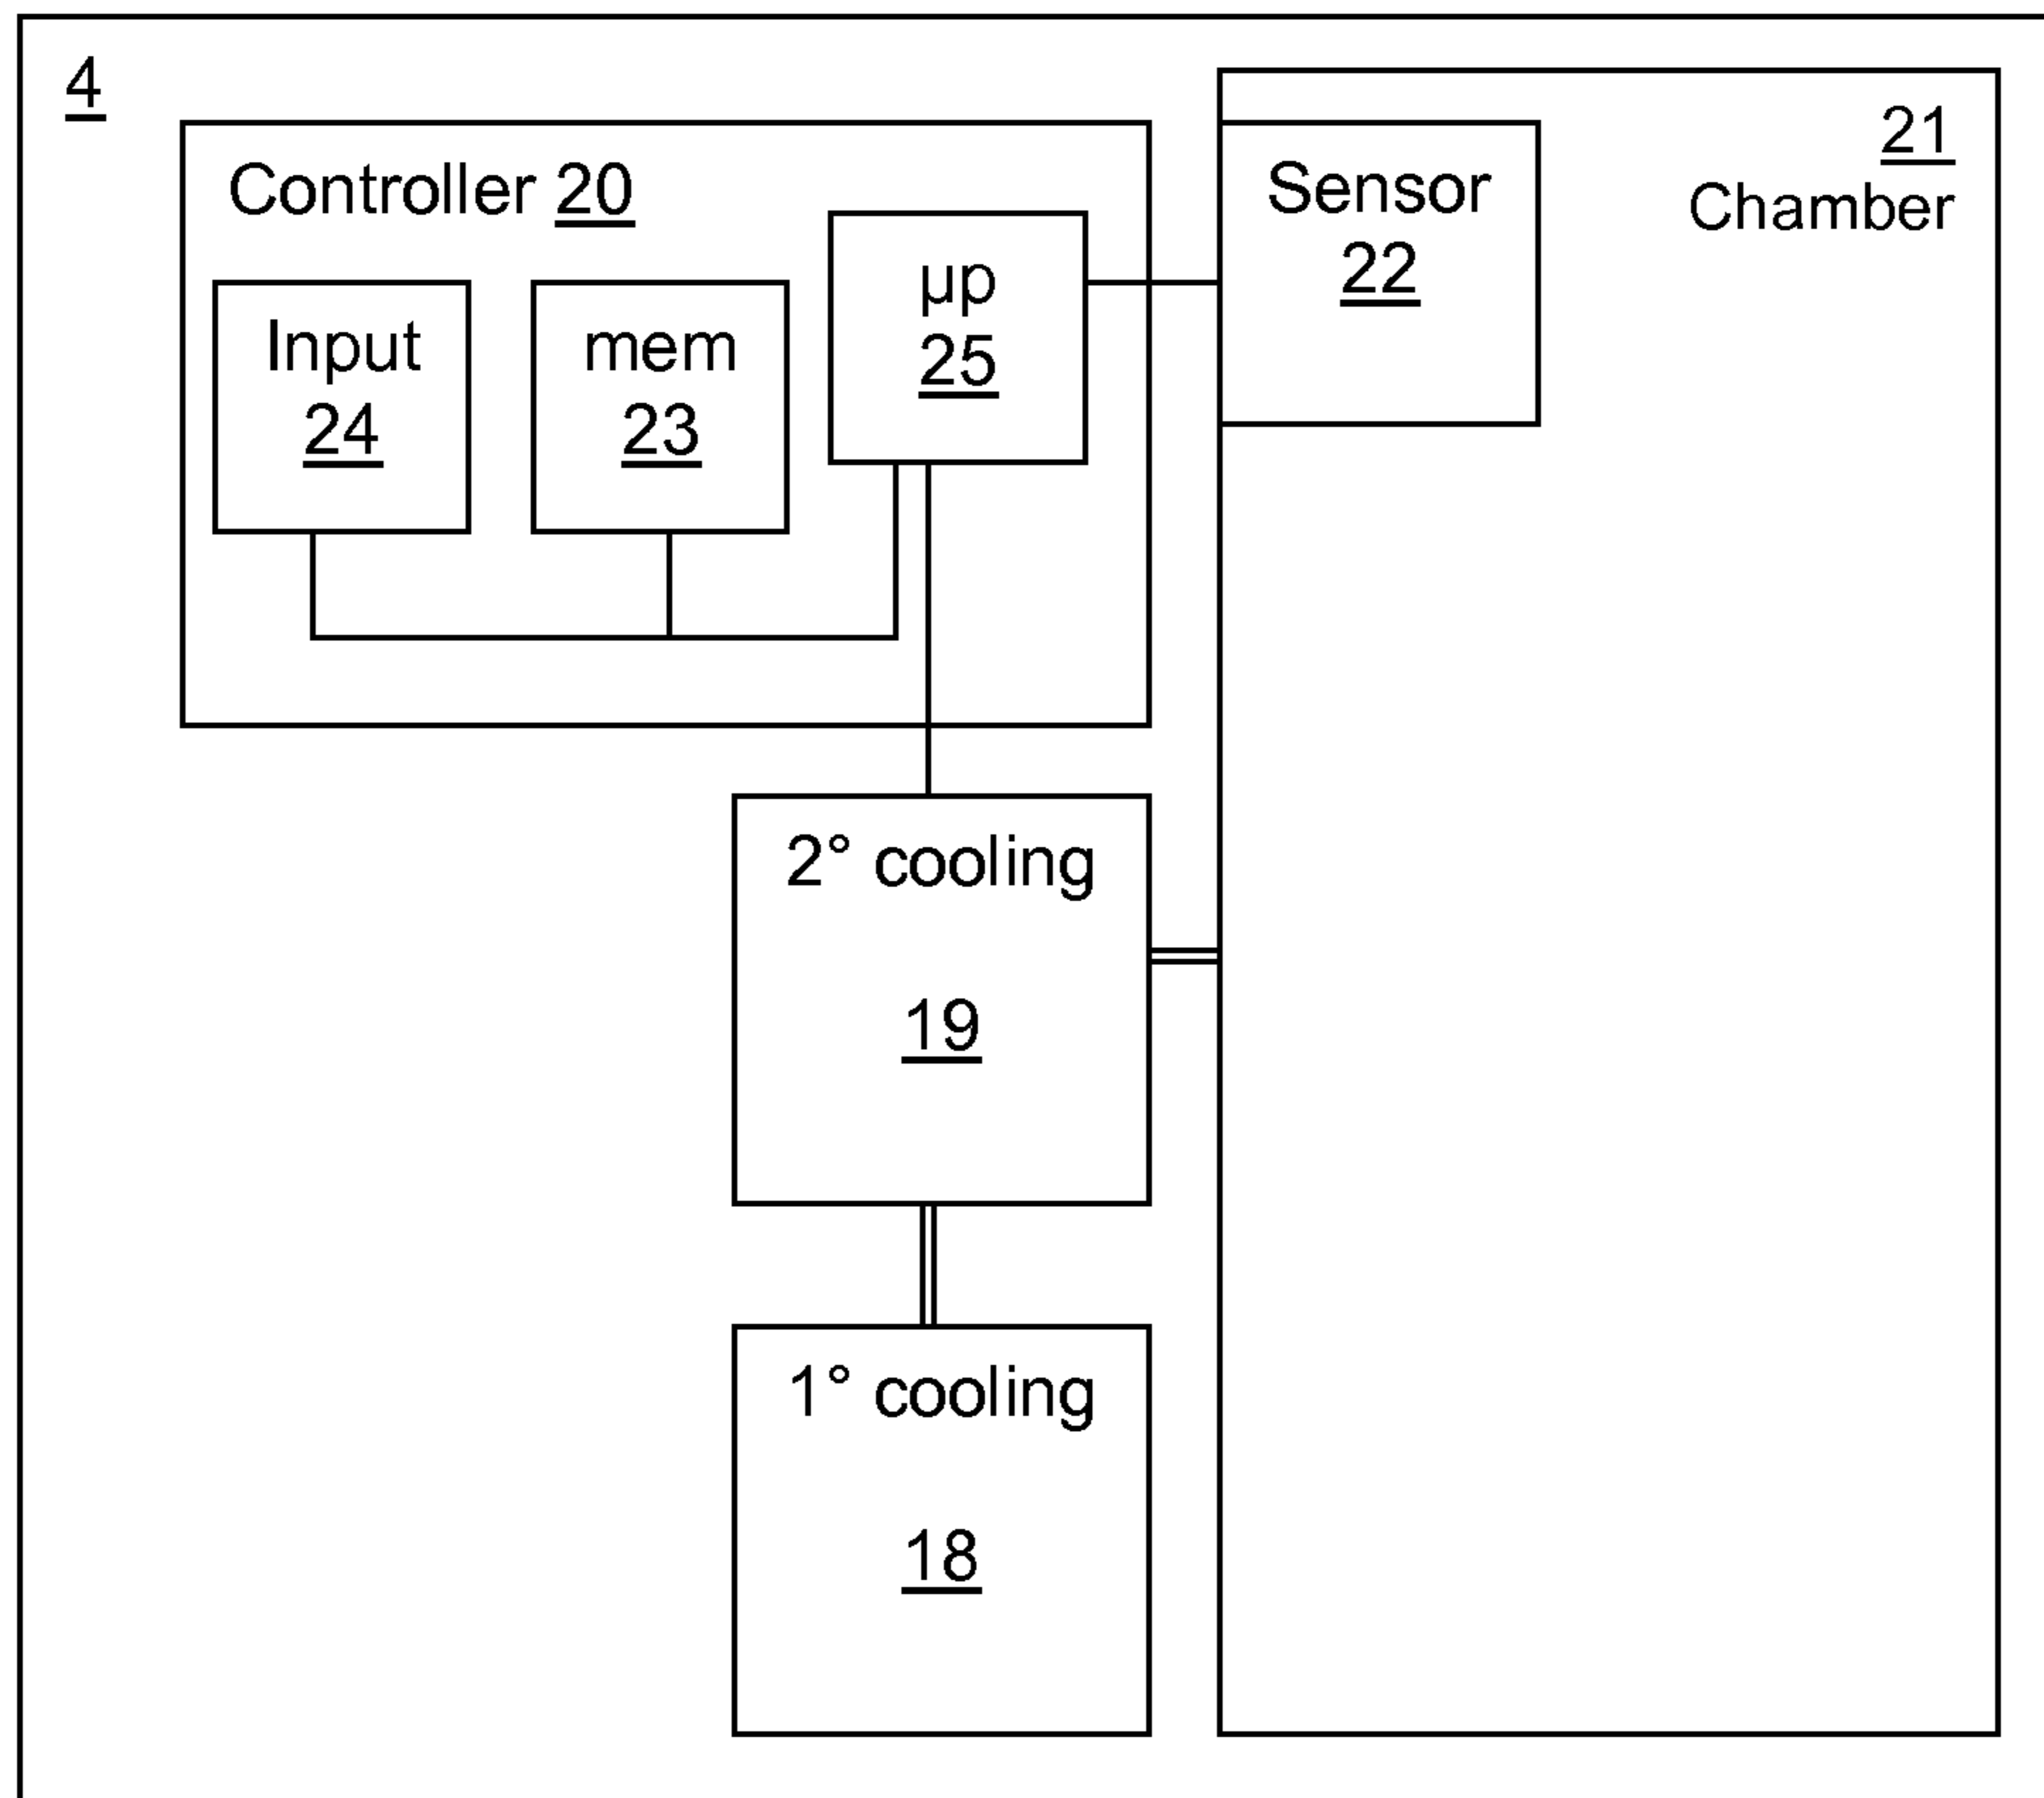 4
Controller 20
Input
24
mem
23
µp
25
Sensor
22
21
Chamber
2° cooling
19
1° cooling
18